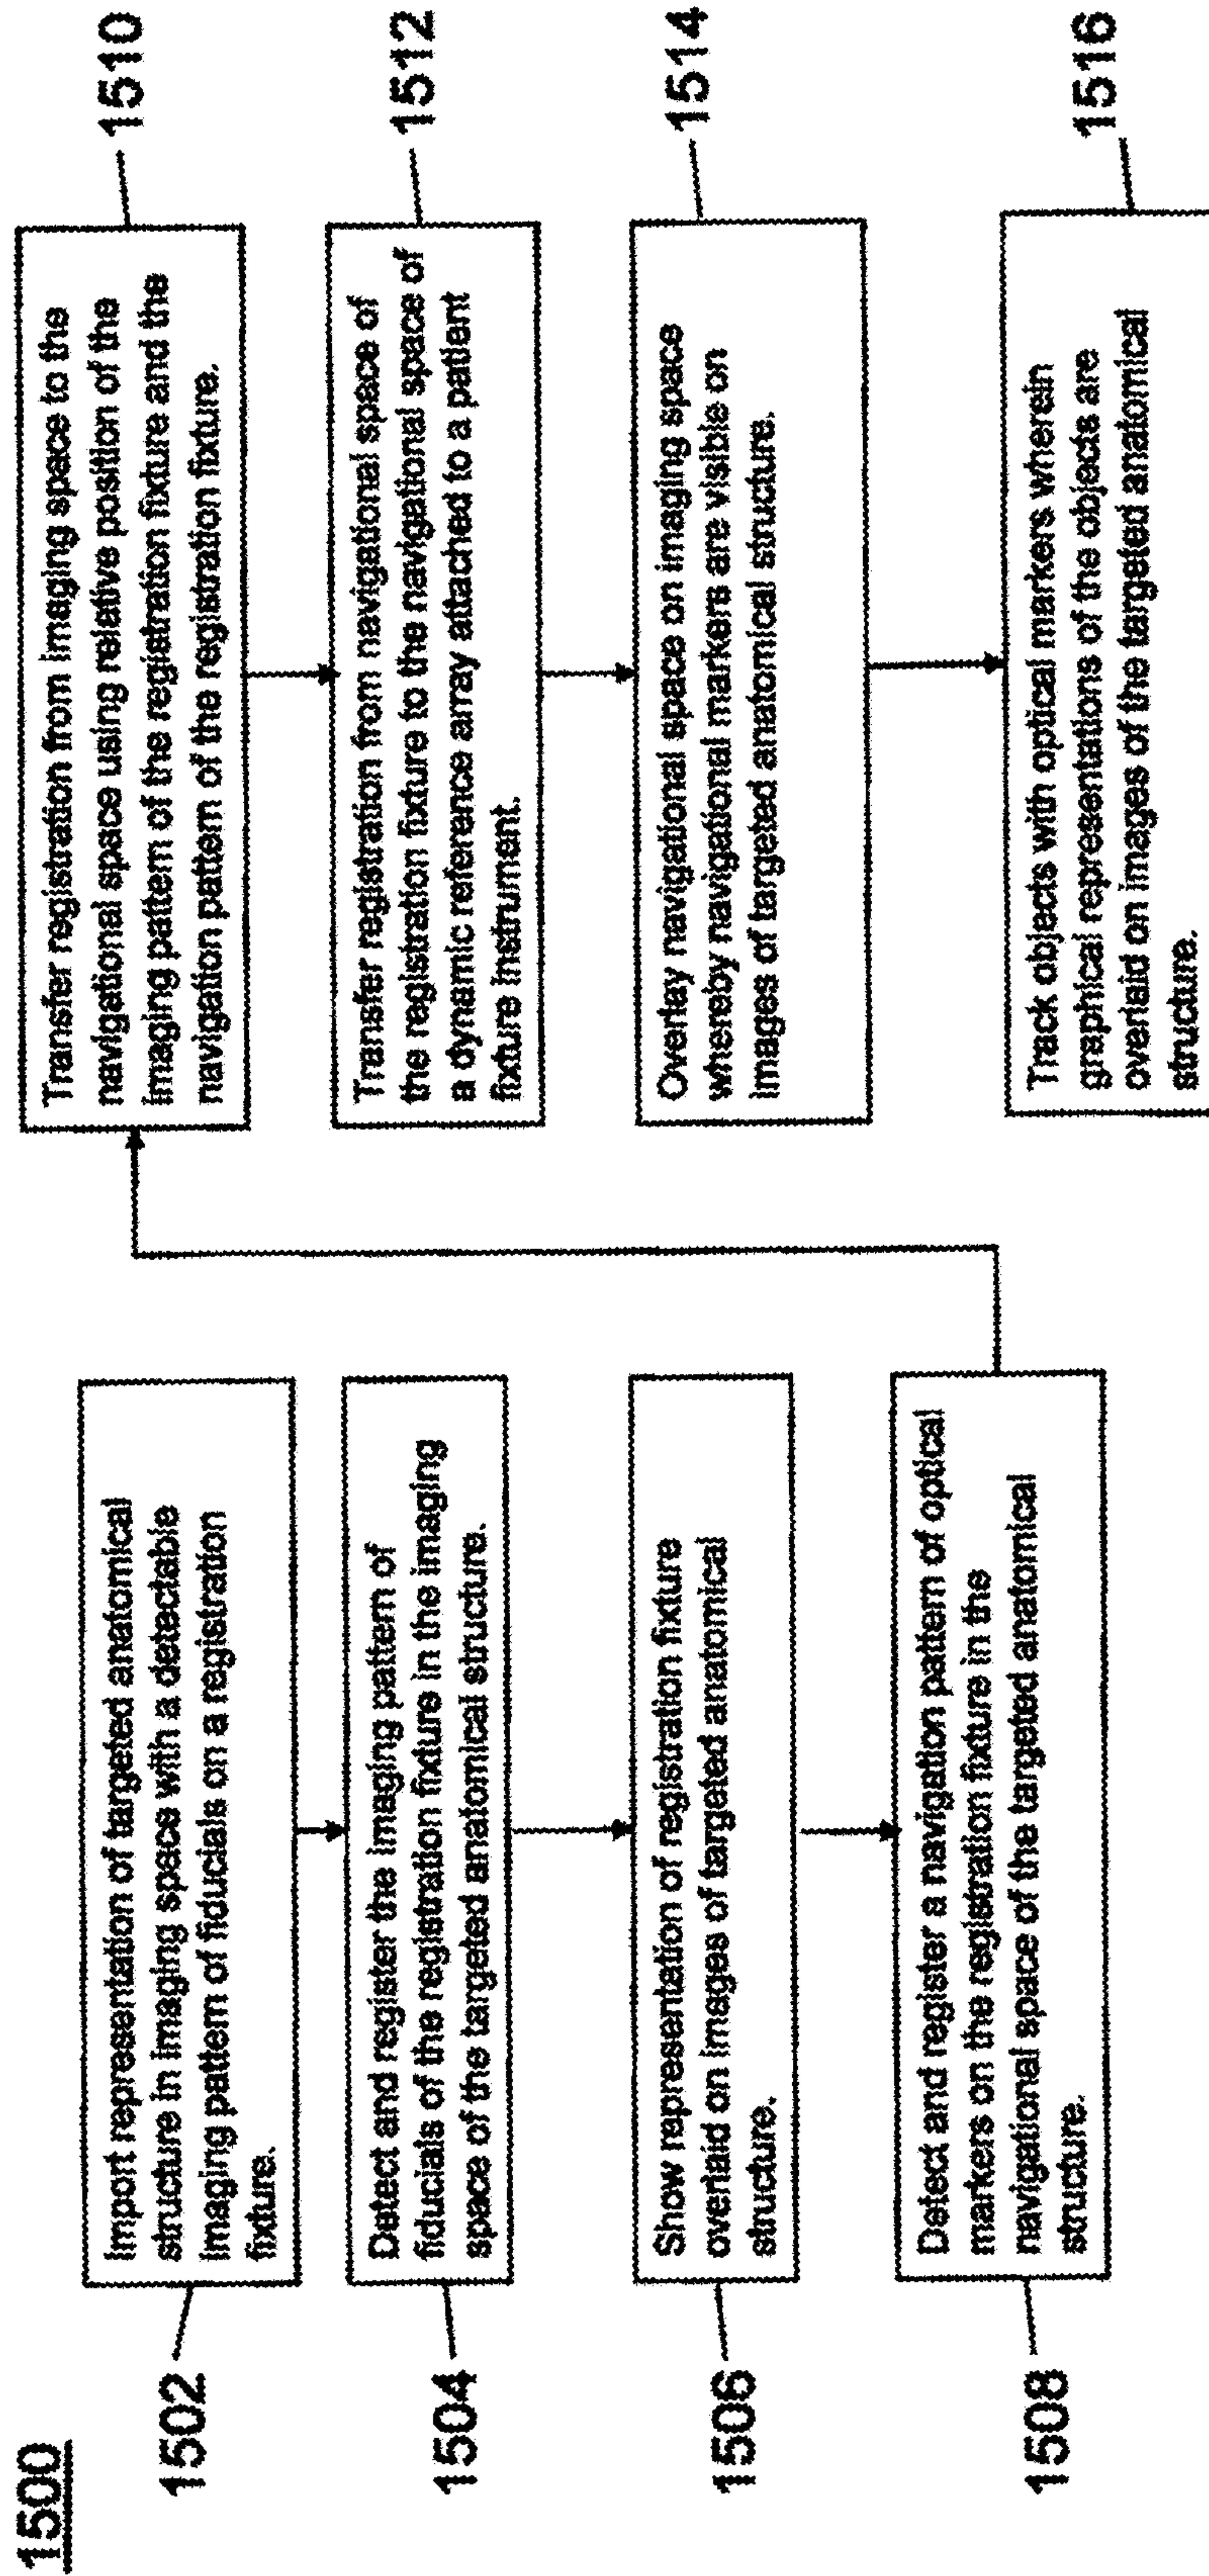 1500
1502
Import representation of targeted anatomical
structure in imaging space with a detectable
imaging pattern of fiducials on a registration
fixture.
1504
Detect and register the imaging pattern of
fiducials of the registration fixture in the imaging
space of the targeted anatomical structure.
1506
Show representation of registration fixture
overlaid on images of targeted anatomical
structure.
1508
Detect and register a navigation pattern of optical
markers on the registration fixture in the
navigational space of the targeted anatomical
structure.
1510
Transfer registration from imaging space to the
navigational space using relative position of the
imaging pattern of the registration fixture and the
navigation pattern of the registration fixture.
1512
Transfer registration from navigational space of
the registration fixture to the navigational space of
a dynamic reference array attached to a patient
fixture instrument.
1514
Overlay navigational space on imaging space
whereby navigational markers are visible on
images of targeted anatomical structure.
1516
Track objects with optical markers wherein
graphical representations of the objects are
overlaid on images of the targeted anatomical
structure.